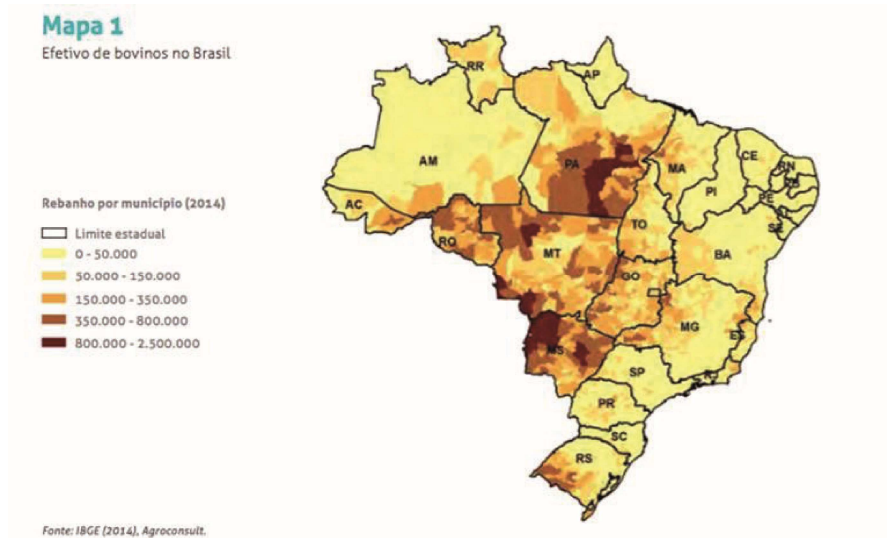 Mapa 1
Efetivo de bovinos no Brasil
RR
AP
AM
PA
MA
CE
RN
PI
PE
AC
TO
SE
RO
MT
BA
GO
MG
ES
MS
SP
RJ
PR
SC
RS
Rebanho por município (2014)
Limite estadual
0 - 50.000
50.000 - 150.000
150.000 - 350.000
350.000 - 800.000
800.000 - 2.500.000
Fonte: IBGE (2014), Agroconsult.